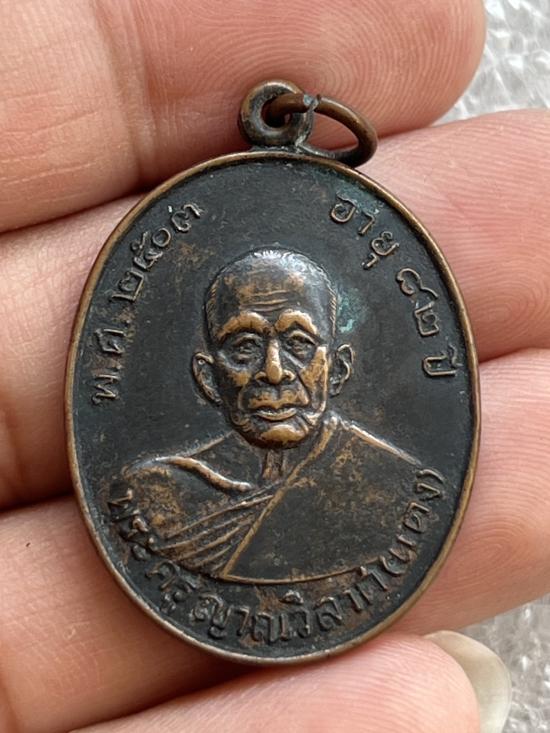 พ.ศ. ๒๕๐๓
อายุ ๘๒ ปี
พระครูญาณวิลาศ(แดง)